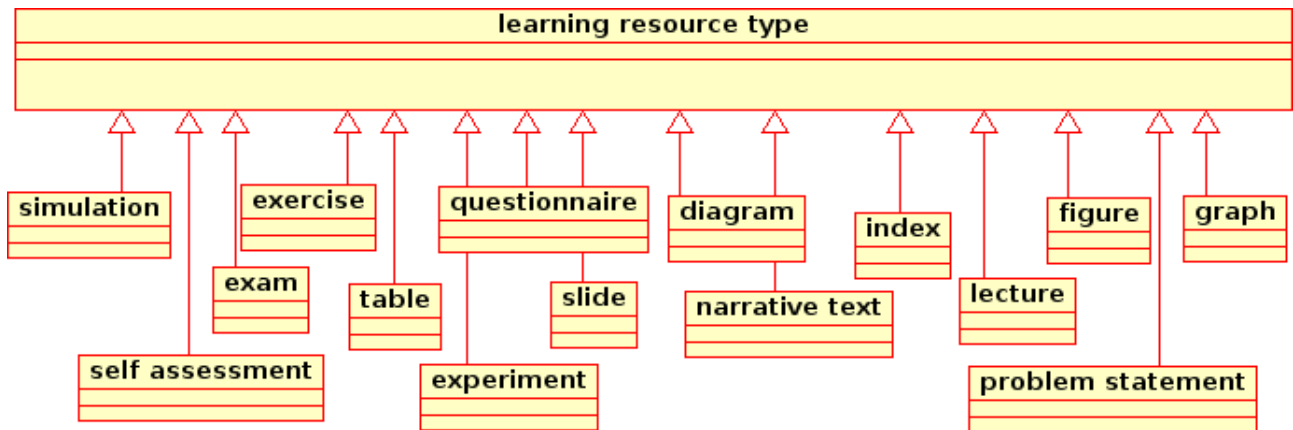 learning resource type
simulation
exercise
questionnaire
diagram
index
figure
graph
exam
table
slide
narrative text
lecture
self assessment
experiment
problem statement